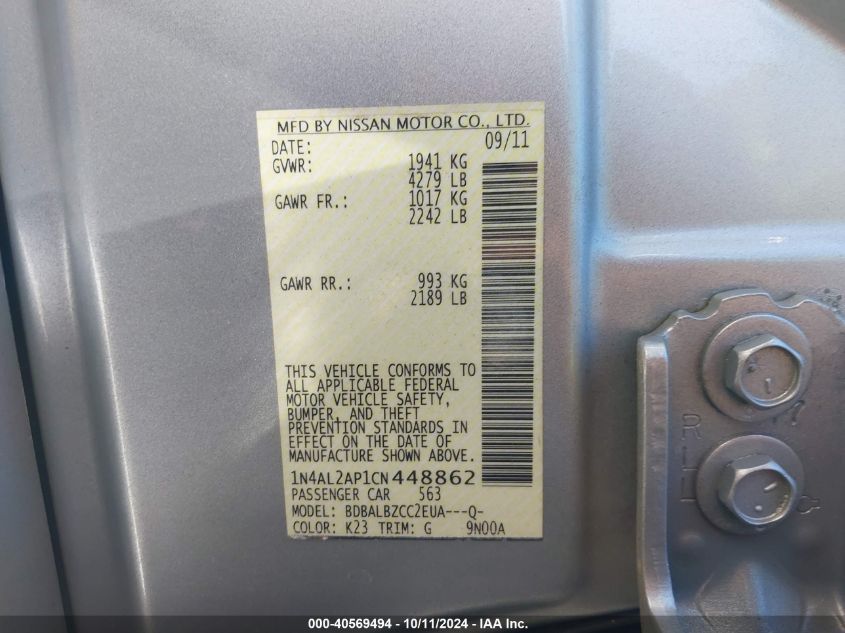 MFD BY NISSAN MOTOR CO., LTD.
DATE: 09/11
GVWR: 1941 KG
4279 LB
GAWR FR.: 1017 KG
2242 LB
GAWR RR.: 993 KG
2189 LB
THIS VEHICLE CONFORMS TO
ALL APPLICABLE FEDERAL
MOTOR VEHICLE SAFETY,
BUMPER, AND THEFT
PREVENTION STANDARDS IN
EFFECT ON THE DATE OF
MANUFACTURE SHOWN ABOVE.
1N4AL2AP1CN448862
PASSENGER CAR 563
MODEL: BDBALBZCC2EUA---Q-
COLOR: K23 TRIM: G 9N00A
000-40569494 - 10/11/2024 - IAA Inc.